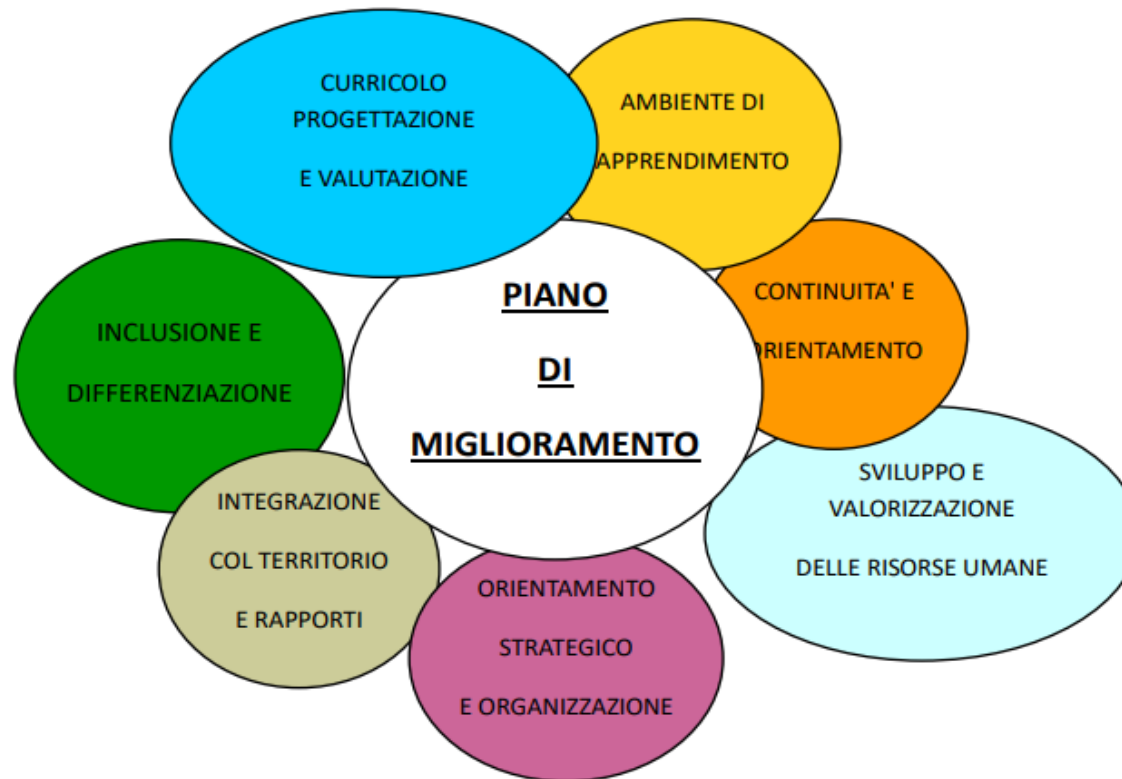 CURRICOLO
PROGETTAZIONE
E VALUTAZIONE
AMBIENTE DI
APPRENDIMENTO
CONTINUITA' E
ORIENTAMENTO
SVILUPPO E
VALORIZZAZIONE
DELLE RISORSE UMANE
ORIENTAMENTO
STRATEGICO
E ORGANIZZAZIONE
INTEGRAZIONE
COL TERRITORIO
E RAPPORTI
INCLUSIONE E
DIFFERENZIAZIONE
PIANO
DI
MIGLIORAMENTO